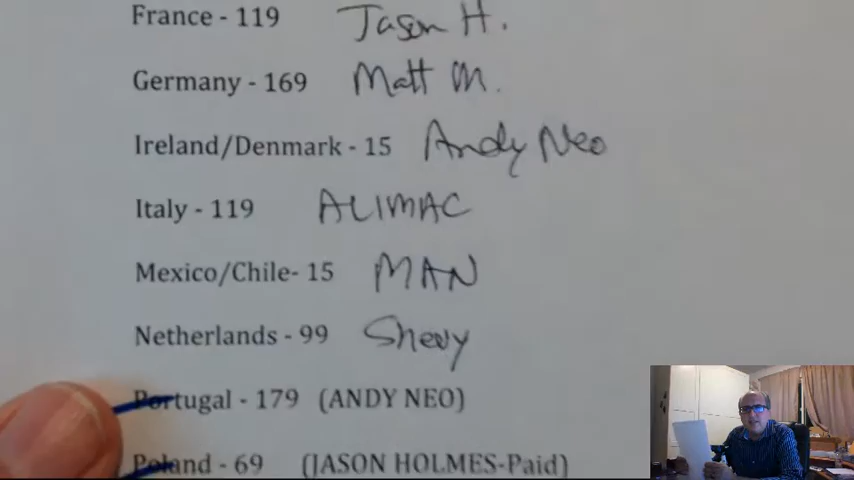 France - 119 Jason H.
Germany - 169 Matt M.
Ireland/Denmark - 15 Andy Neo
Italy - 119 ALIMAC
Mexico/Chile- 15 MAN
Netherlands - 99 Shevy
Portugal - 179 (ANDY NEO)
Poland - 69 (JASON HOLMES-Paid)